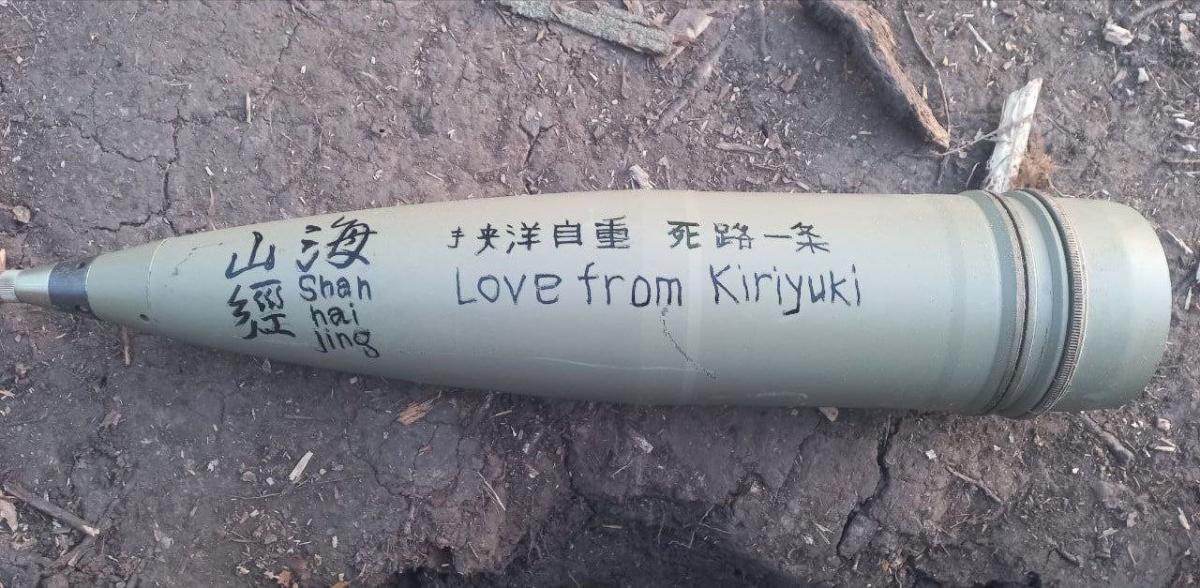 山海
經
Shan
hai
jing
挟洋自重 死路一条
Love from Kiriyuki